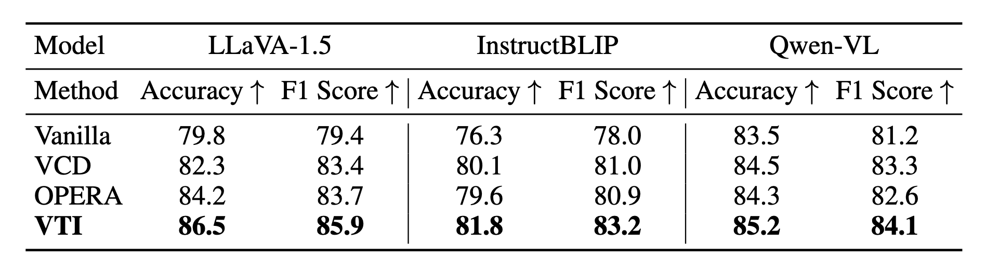 Model LLaVA-1.5 InstructBLIP Qwen-VL
Method Accuracy ↑ F1 Score ↑ Accuracy ↑ F1 Score ↑ Accuracy ↑ F1 Score ↑
Vanilla 79.8 79.4 76.3 78.0 83.5 81.2
VCD 82.3 83.4 80.1 81.0 84.5 83.3
OPERA 84.2 83.7 79.6 80.9 84.3 82.6
VTI 86.5 85.9 81.8 83.2 85.2 84.1